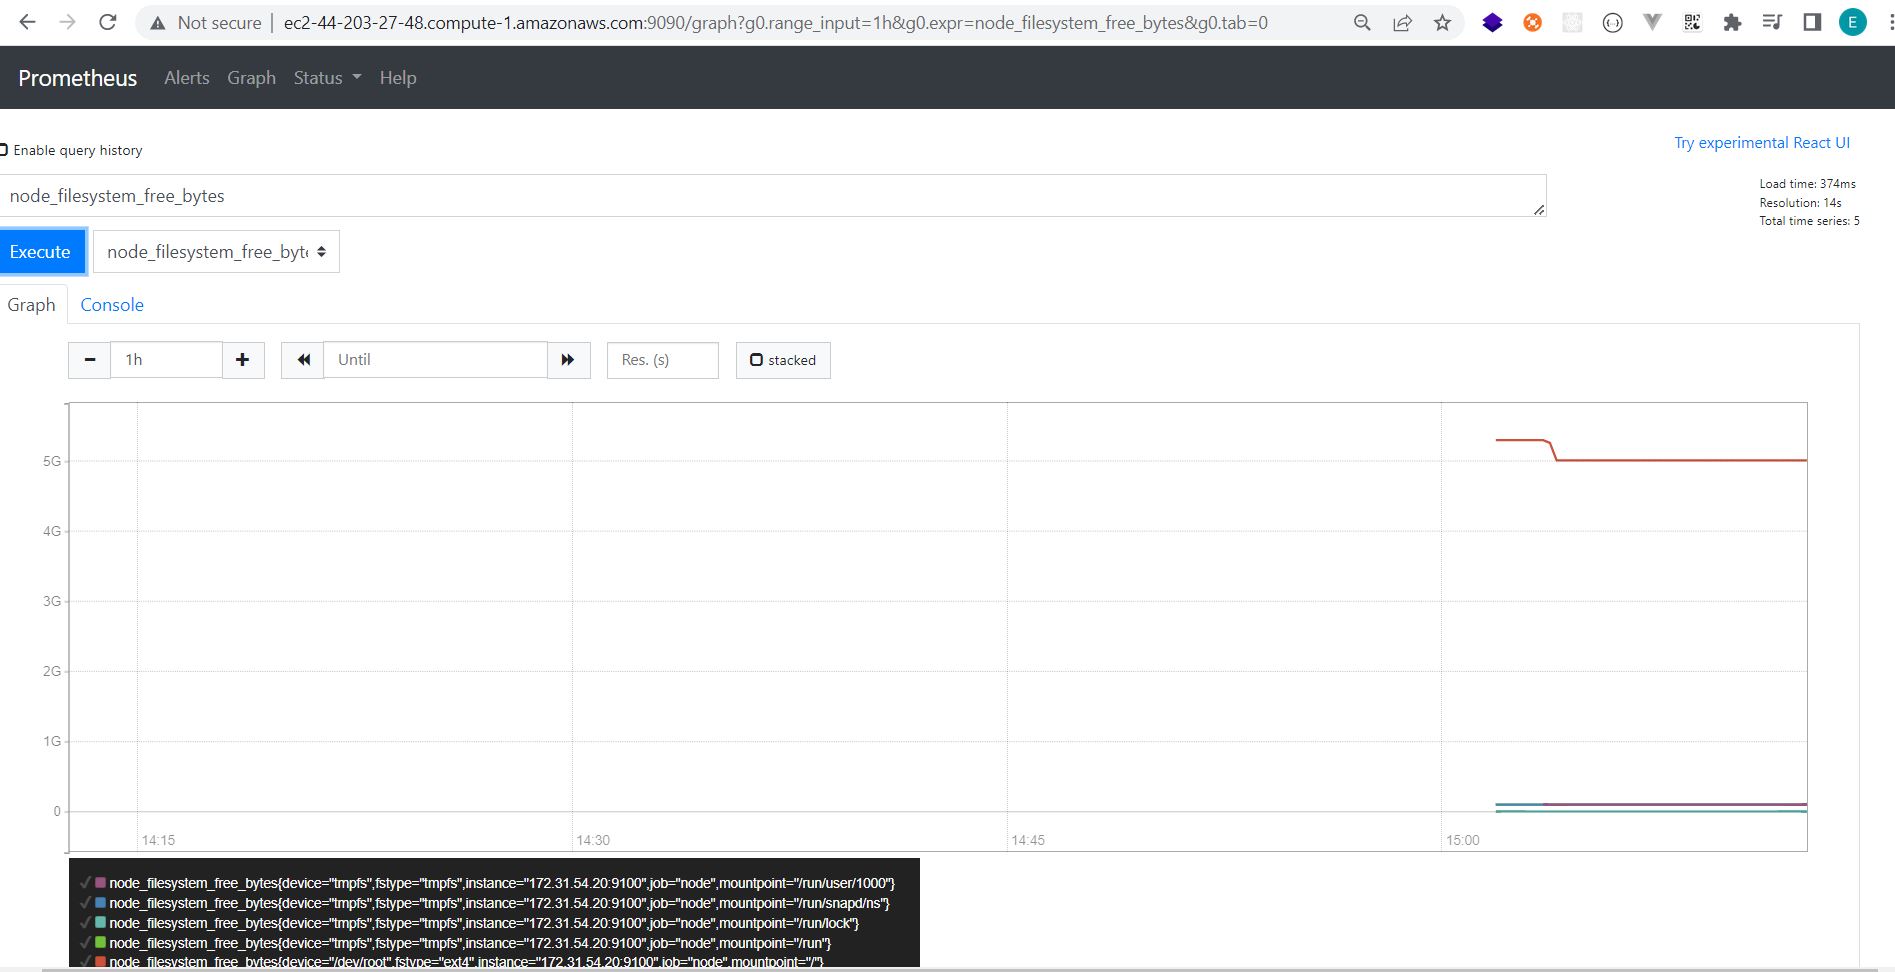 Not secure | ec2-44-203-27-48.compute-1.amazonaws.com:9090/graph?g0.range_input=1h&g0.expr=node_filesystem_free_bytes&g0.tab=0
E
Prometheus Alerts Graph Status Help
Enable query history
Try experimental React UI
node_filesystem_free_bytes
Load time: 374ms
Resolution: 14s
Total time series: 5
Execute node_filesystem_free_byt
Graph Console
1h Until Res. (s) stacked
5G
4G
3G
2G
1G
0
14:15 14:30 14:45 15:00
node_filesystem_free_bytes{device="tmpfs",fstype="tmpfs",instance="172.31.54.20:9100",job="node",mountpoint="/run/user/1000"}
node_filesystem_free_bytes{device="tmpfs",fstype="tmpfs",instance="172.31.54.20:9100",job="node",mountpoint="/run/snapd/ns"}
node_filesystem_free_bytes{device="tmpfs",fstype="tmpfs",instance="172.31.54.20:9100",job="node",mountpoint="/run/lock"}
node_filesystem_free_bytes{device="tmpfs",fstype="tmpfs",instance="172.31.54.20:9100",job="node",mountpoint="/run"}
node_filesystem_free_bytes{device="/dev/root",fstype="ext4",instance="172.31.54.20:9100",job="node",mountpoint="/"}